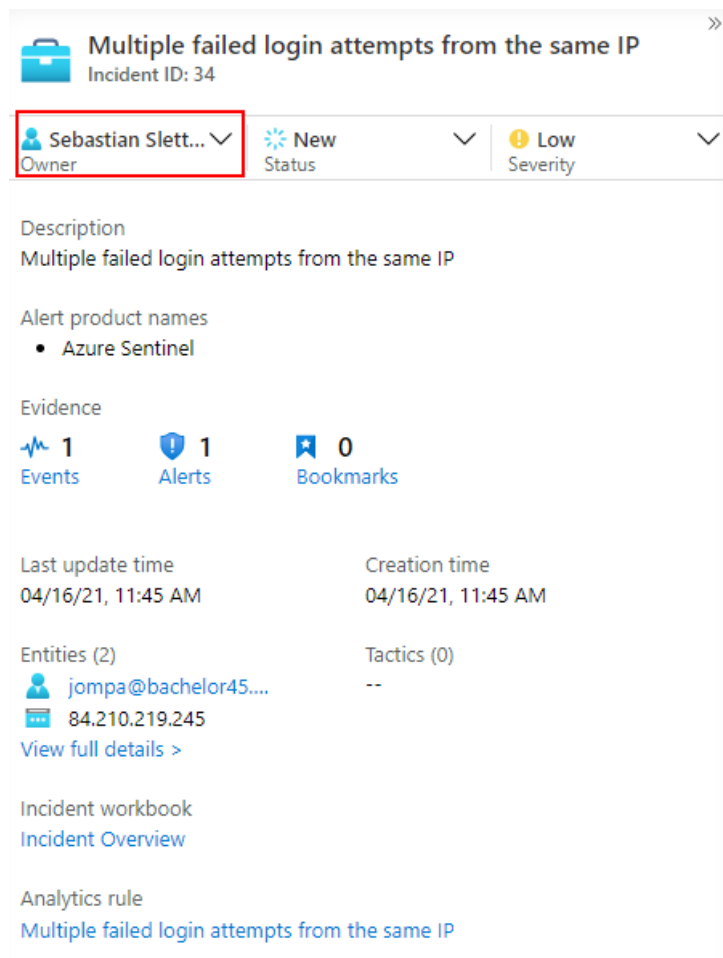 Multiple failed login attempts from the same IP
Incident ID: 34
Sebastian Slett... New Low
Owner Status Severity
Description
Multiple failed login attempts from the same IP
Alert product names
• Azure Sentinel
Evidence
1 1 0
Events Alerts Bookmarks
Last update time Creation time
04/16/21, 11:45 AM 04/16/21, 11:45 AM
Entities (2) Tactics (0)
jompa@bachelor45.... --
84.210.219.245
View full details >
Incident workbook
Incident Overview
Analytics rule
Multiple failed login attempts from the same IP